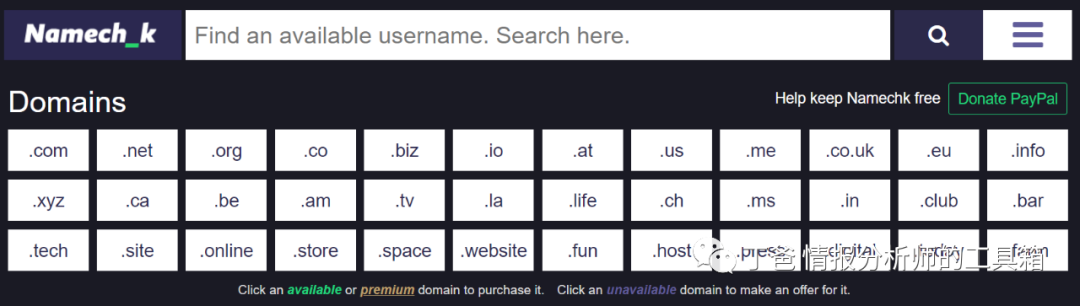 Namech_k Find an available username. Search here.
Domains Help keep Namechk free Donate PayPal
.com .net .org .co .biz .io .at .us .me .co.uk .eu .info
.xyz .ca .be .am .tv .la .life .ch .ms .in .club .bar
.tech .site .online .store .space .website .fun .host .press
丁爸 情报分析师的工具箱
Click an available or premium domain to purchase it. Click an unavailable domain to make an offer for it.